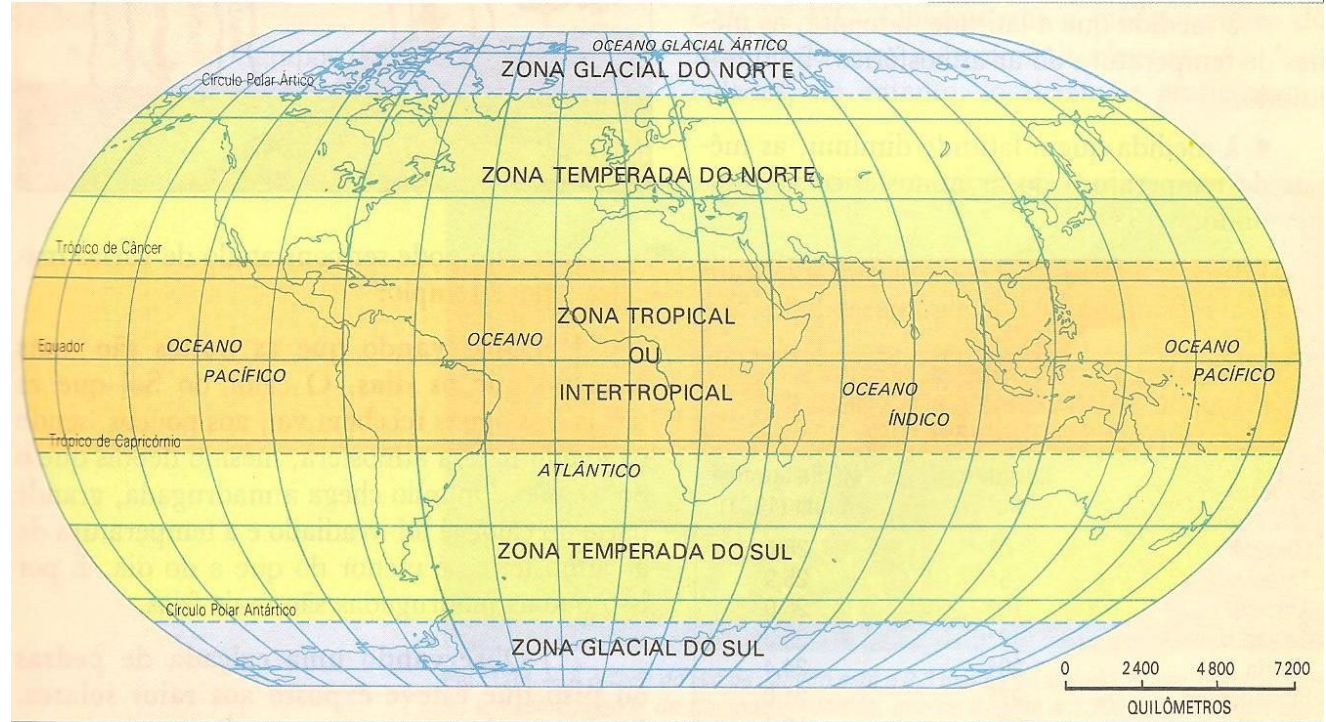 OCEANO GLACIAL ÁRTICO
ZONA GLACIAL DO NORTE
Círculo Polar Ártico
ZONA TEMPERADA DO NORTE
Trópico de Câncer
ZONA TROPICAL
OU
INTERTROPICAL
Equador
OCEANO
PACÍFICO
OCEANO
ATLÂNTICO
OCEANO
ÍNDICO
OCEANO
PACÍFICO
Trópico de Capricórnio
ZONA TEMPERADA DO SUL
Círculo Polar Antártico
ZONA GLACIAL DO SUL
0 2400 4800 7200
QUILÔMETROS